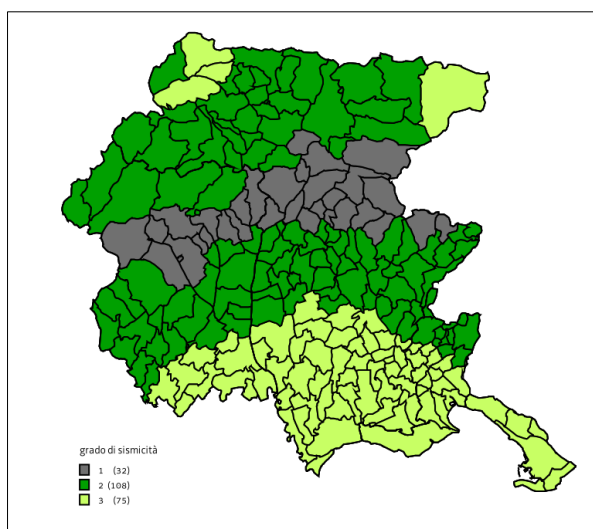 grado di sismicità
1 (32)
2 (108)
3 (75)